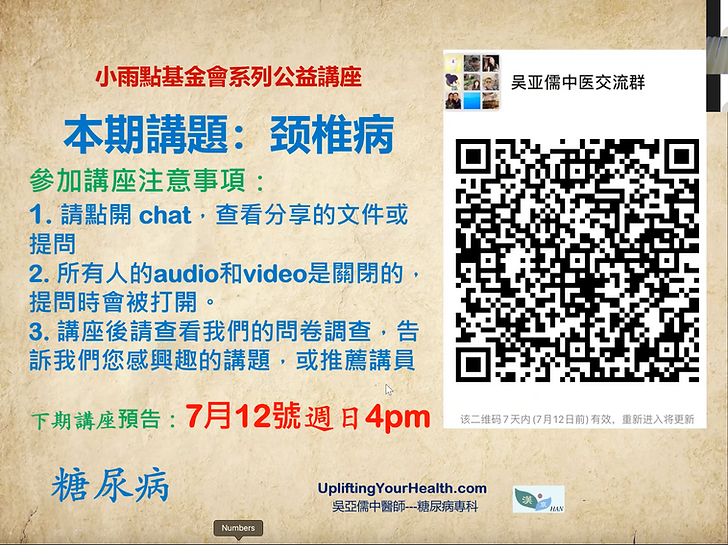 小雨點基金會系列公益講座
本期講題：颈椎病
參加講座注意事項：
1. 請點開 chat，查看分享的文件或
提問
2. 所有人的audio和video是關閉的，
提問時會被打開。
3. 講座後請查看我們的問卷調查，告
訴我們您感興趣的講題，或推薦講員
下期講座預告：7月12號週日4pm
糖尿病
吴亚儒中医交流群
该二维码7天内(7月12日前)有效，重新进入将更新
UpliftingYourHealth.com
吳亞儒中醫師---糖尿病專科
漢
HAN
Numbers